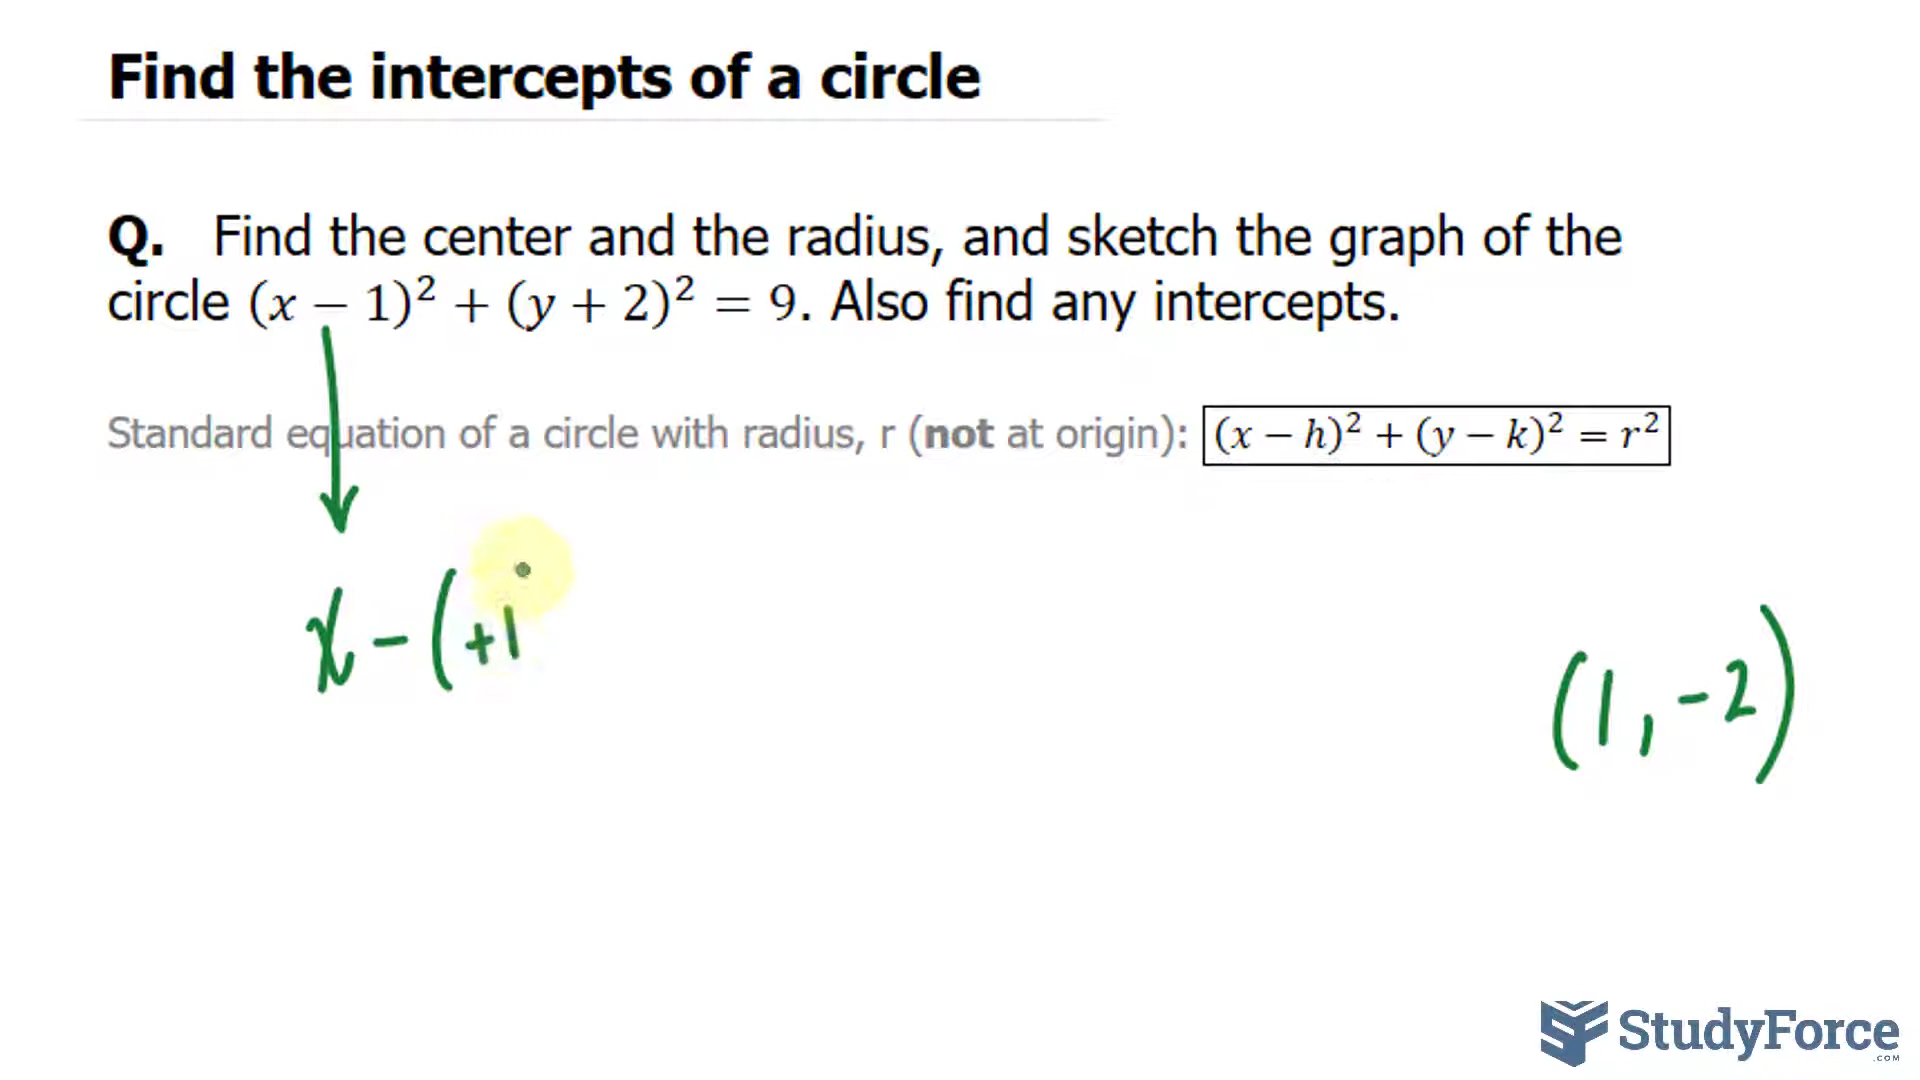 Find the intercepts of a circle
Q. Find the center and the radius, and sketch the graph of the
circle (x − 1)² + (y + 2)² = 9. Also find any intercepts.
Standard equation of a circle with radius, r (not at origin): (x − h)² + (y − k)² = r²
x - (+1
(1, -2)
StudyForce
.COM